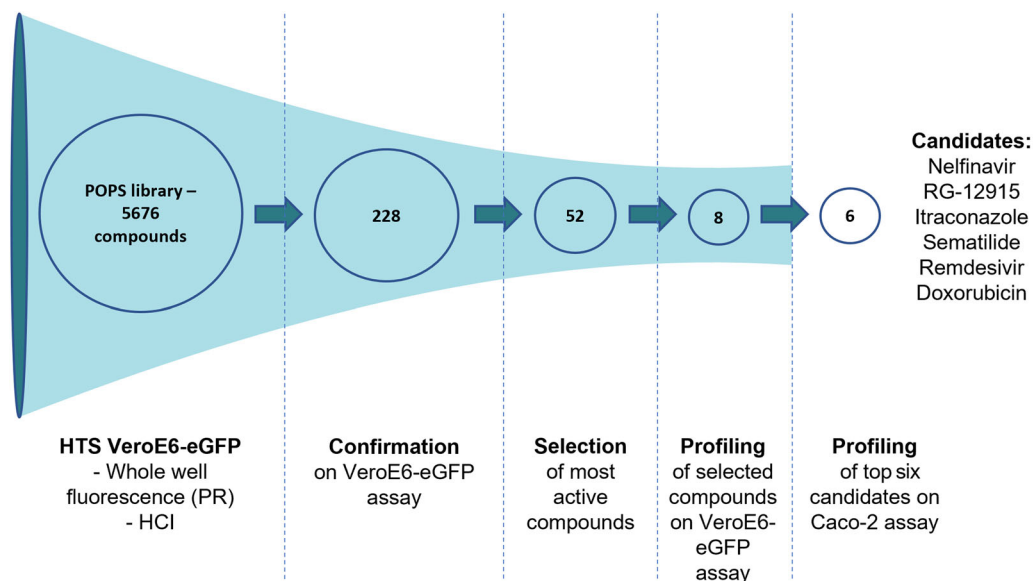 POPS library –
5676
compounds
228
52
8
6
Candidates:
Nelfinavir
RG-12915
Itraconazole
Sematilide
Remdesivir
Doxorubicin
HTS VeroE6-eGFP
- Whole well
fluorescence (PR)
- HCI
Confirmation
on VeroE6-eGFP
assay
Selection
of most
active
compounds
Profiling
of selected
compounds
on VeroE6-
eGFP
assay
Profiling
of top six
candidates on
Caco-2 assay